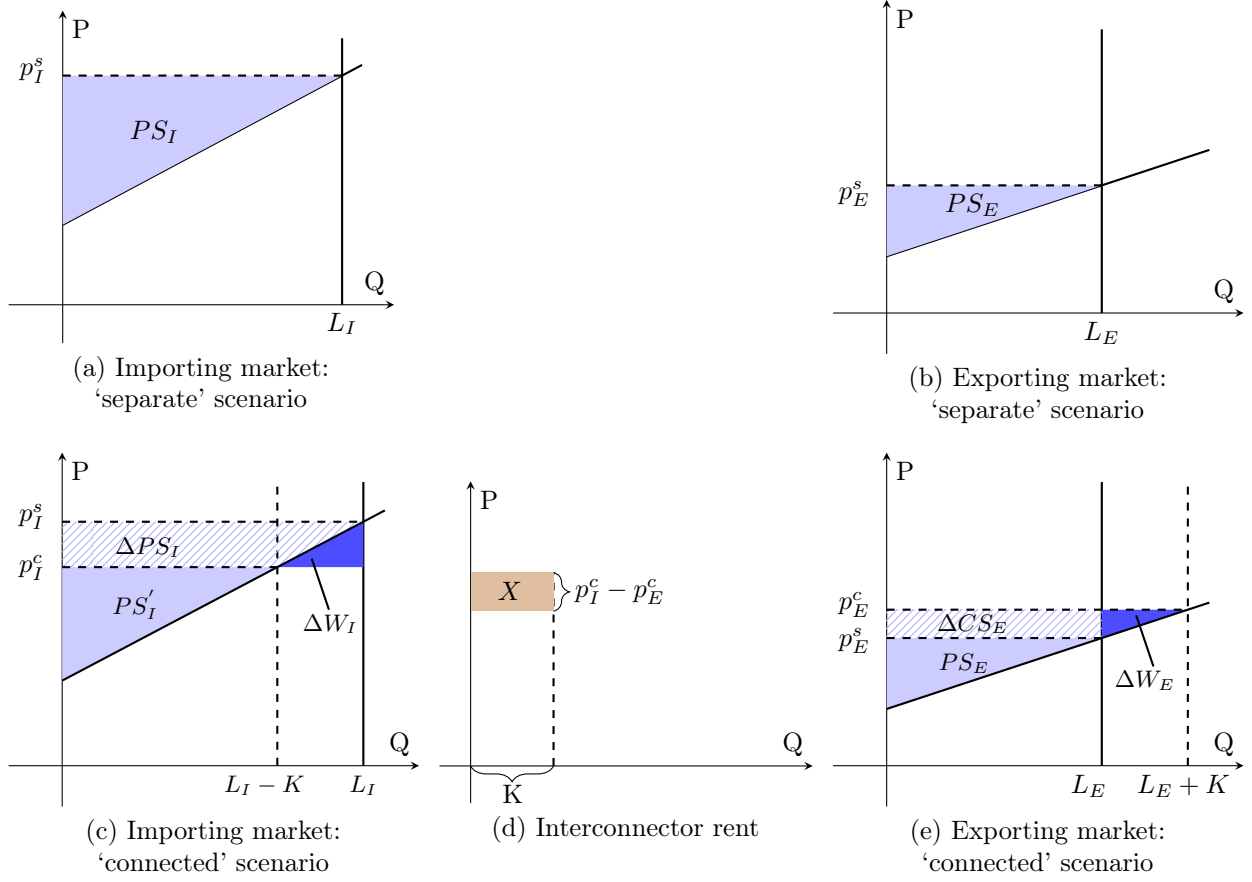 P
p_I^s
PS_I
Q
L_I
(a) Importing market:
‘separate’ scenario
P
p_E^s
PS_E
Q
L_E
(b) Exporting market:
‘separate’ scenario
P
p_I^s
ΔPS_I
p_I^c
PS_I^'
ΔW_I
Q
L_I − K
L_I
(c) Importing market:
‘connected’ scenario
P
X
p_I^c − p_E^c
Q
K
(d) Interconnector rent
P
p_E^c
ΔCS_E
p_E^s
PS_E
ΔW_E
Q
L_E
L_E + K
(e) Exporting market:
‘connected’ scenario